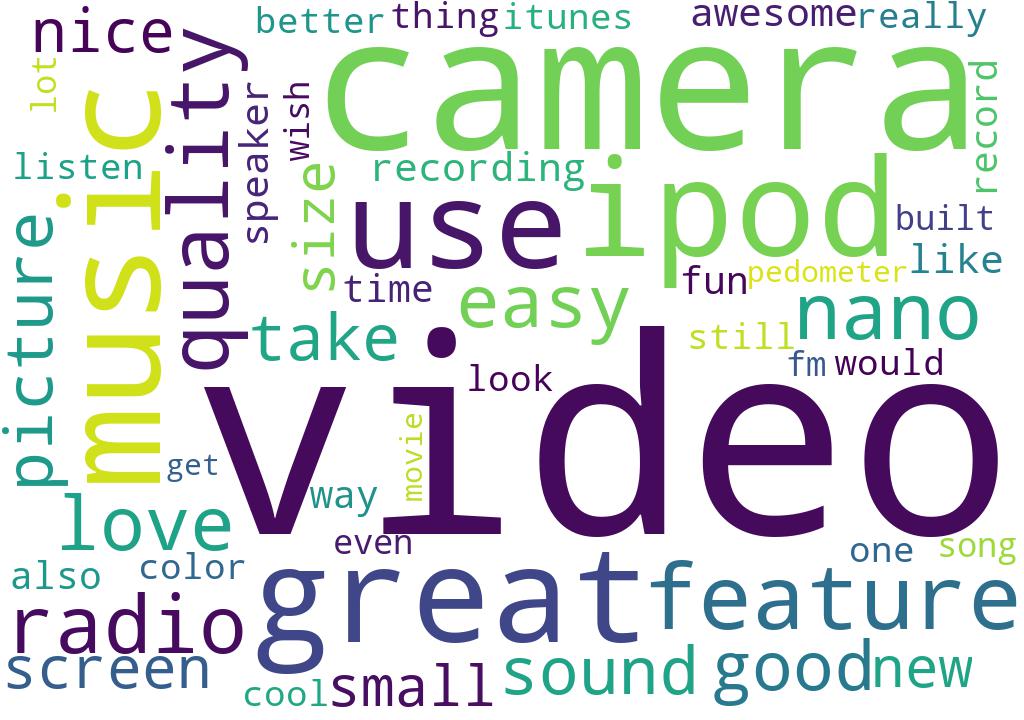 nice
better
thing
itunes
awesome
really
camera
lot
music
quality
speaker
wish
record
listen
recording
size
ipod
use
built
picture
like
time
fun
pedometer
easy
nano
take
still
video
fm
would
look
movie
get
way
love
even
one
song
also
color
great
feature
radio
screen
sound
good
new
small
cool